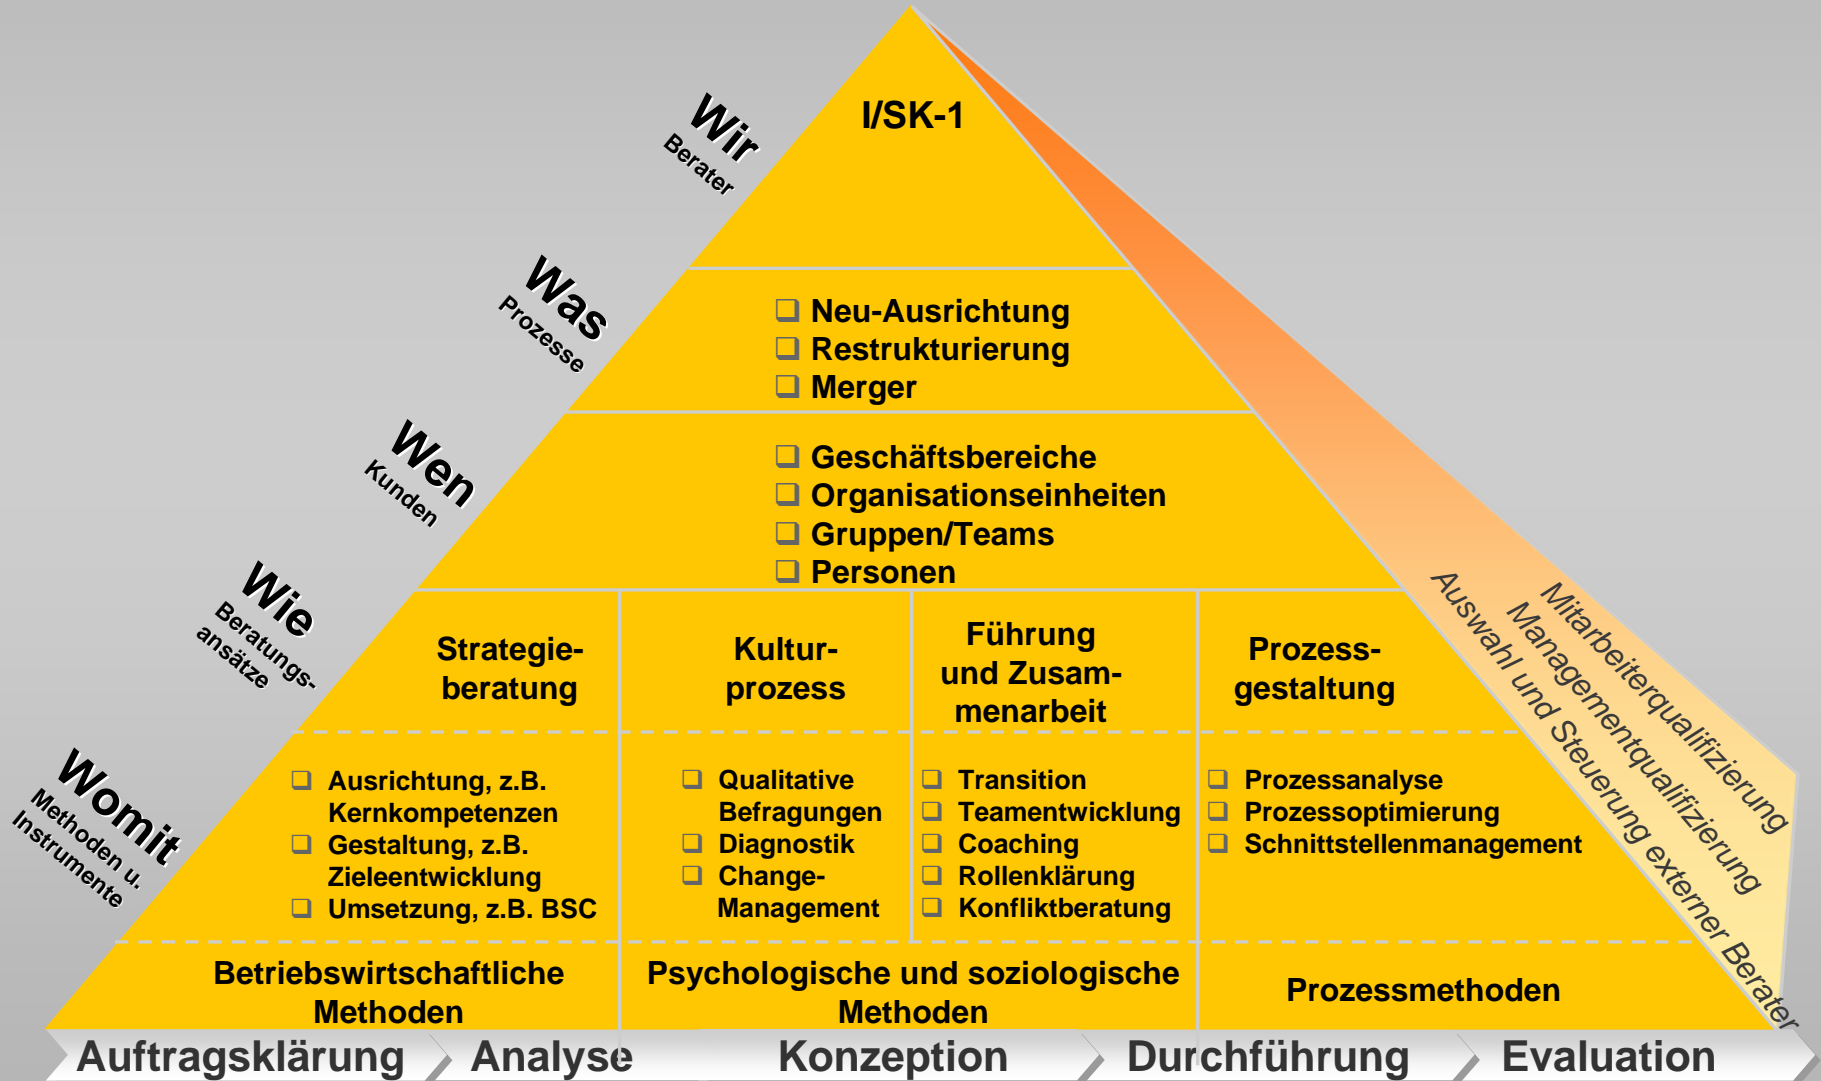 I/SK-1
Wir
Berater
Was
Prozesse
❑ Neu-Ausrichtung
❑ Restrukturierung
❑ Merger
Wen
Kunden
❑ Geschäftsbereiche
❑ Organisationseinheiten
❑ Gruppen/Teams
❑ Personen
Wie
Beratungs-
ansätze
Strategie-
beratung
Kultur-
prozess
Führung
und Zusam-
menarbeit
Prozess-
gestaltung
Womit
Methoden u.
Instrumente
❑ Ausrichtung, z.B.
Kernkompetenzen
❑ Gestaltung, z.B.
Zieleentwicklung
❑ Umsetzung, z.B. BSC
❑ Qualitative
Befragungen
❑ Diagnostik
❑ Change-
Management
❑ Transition
❑ Teamentwicklung
❑ Coaching
❑ Rollenklärung
❑ Konfliktberatung
❑ Prozessanalyse
❑ Prozessoptimierung
❑ Schnittstellenmanagement
Betriebswirtschaftliche
Methoden
Psychologische und soziologische
Methoden
Prozessmethoden
Mitarbeiterqualifizierung
Managementqualifizierung
Auswahl und Steuerung externer Berater
Auftragsklärung
Analyse
Konzeption
Durchführung
Evaluation